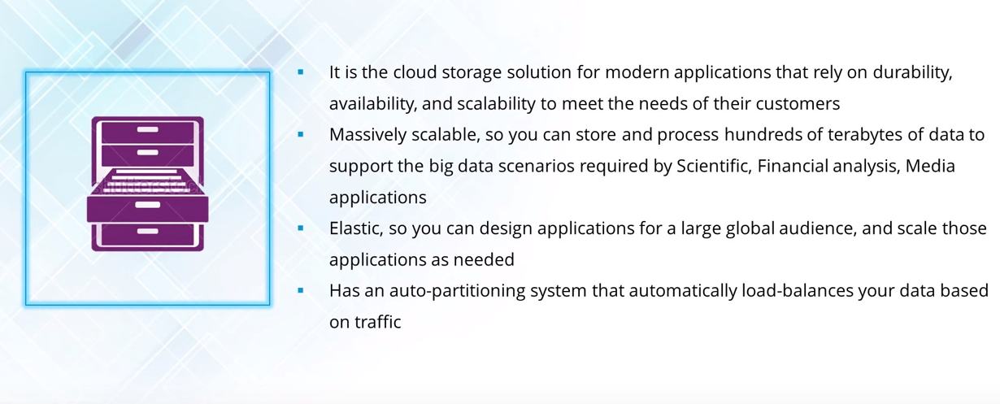 ▪ It is the cloud storage solution for modern applications that rely on durability,
availability, and scalability to meet the needs of their customers
▪ Massively scalable, so you can store and process hundreds of terabytes of data to
support the big data scenarios required by Scientific, Financial analysis, Media
applications
▪ Elastic, so you can design applications for a large global audience, and scale those
applications as needed
▪ Has an auto-partitioning system that automatically load-balances your data based
on traffic
shutterstock